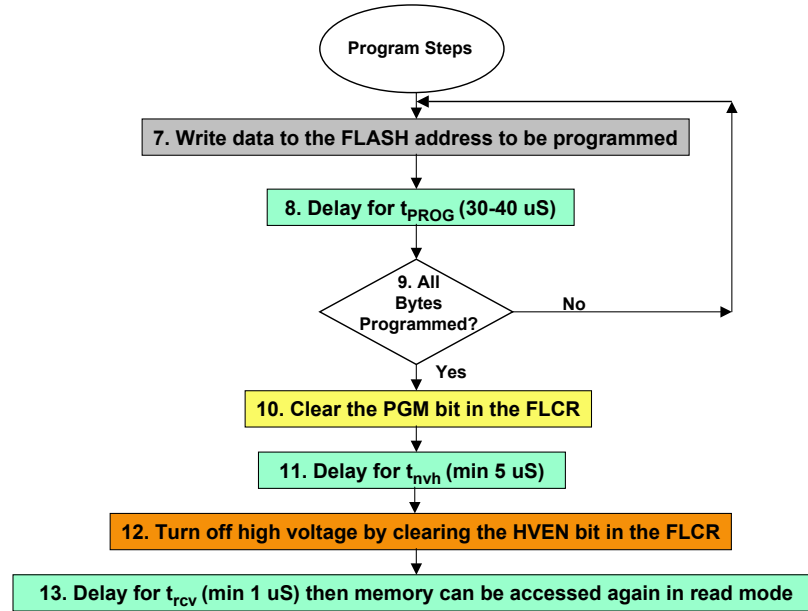 Program Steps
7. Write data to the FLASH address to be programmed
8. Delay for tPROG (30-40 uS)
9. All
Bytes
Programmed?
No
Yes
10. Clear the PGM bit in the FLCR
11. Delay for tnvh (min 5 uS)
12. Turn off high voltage by clearing the HVEN bit in the FLCR
13. Delay for trcv (min 1 uS) then memory can be accessed again in read mode